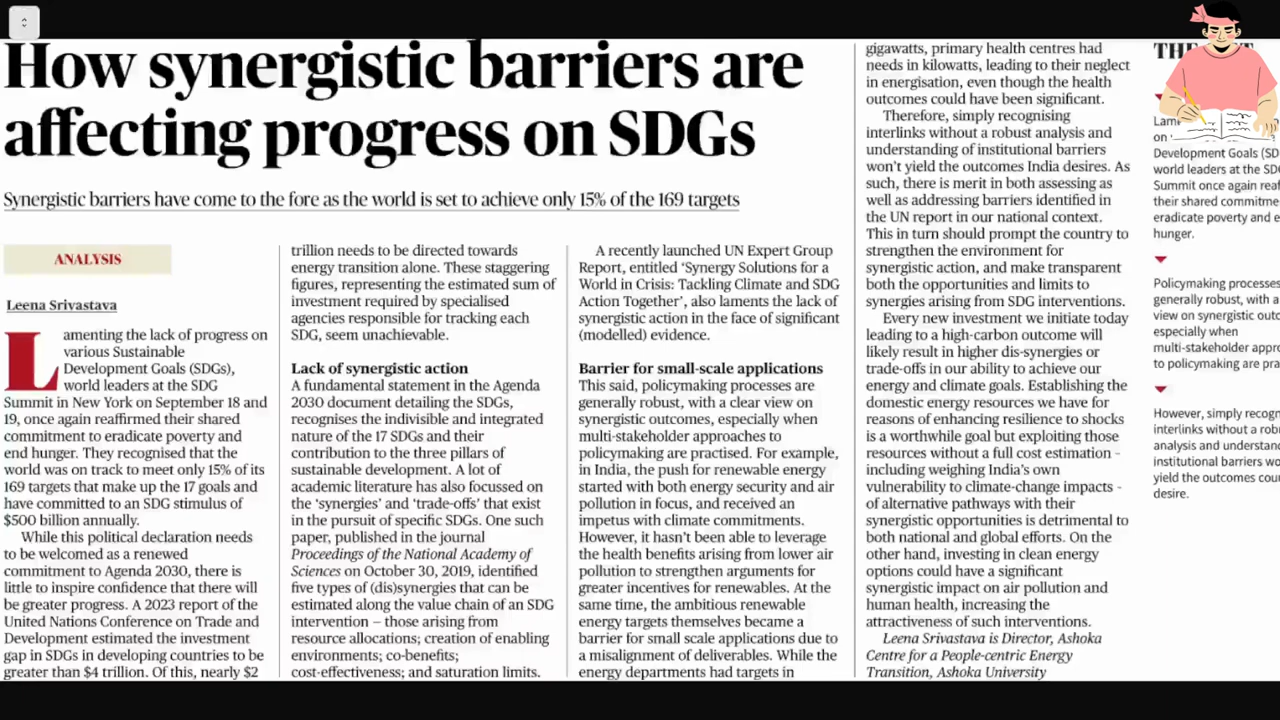 How synergistic barriers are
affecting progress on SDGs
Synergistic barriers have come to the fore as the world is set to achieve only 15% of the 169 targets
ANALYSIS
Leena Srivastava
Lamenting the lack of progress on
various Sustainable
Development Goals (SDGs),
world leaders at the SDG
Summit in New York on September 18 and
19, once again reaffirmed their shared
commitment to eradicate poverty and
end hunger. They recognised that the
world was on track to meet only 15% of its
169 targets that make up the 17 goals and
have committed to an SDG stimulus of
$500 billion annually.
While this political declaration needs
to be welcomed as a renewed
commitment to Agenda 2030, there is
little to inspire confidence that there will
be greater progress. A 2023 report of the
United Nations Conference on Trade and
Development estimated the investment
gap in SDGs in developing countries to be
greater than $4 trillion. Of this, nearly $2
trillion needs to be directed towards
energy transition alone. These staggering
figures, representing the estimated sum of
investment required by specialised
agencies responsible for tracking each
SDG, seem unachievable.
Lack of synergistic action
A fundamental statement in the Agenda
2030 document detailing the SDGs,
recognises the indivisible and integrated
nature of the 17 SDGs and their
contribution to the three pillars of
sustainable development. A lot of
academic literature has also focussed on
the ‘synergies’ and ‘trade-offs’ that exist
in the pursuit of specific SDGs. One such
paper, published in the journal
Proceedings of the National Academy of
Sciences on October 30, 2019, identified
five types of (dis)synergies that can be
estimated along the value chain of an SDG
intervention – those arising from
resource allocations; creation of enabling
environments; co-benefits;
cost-effectiveness; and saturation limits.
A recently launched UN Expert Group
Report, entitled ‘Synergy Solutions for a
World in Crisis: Tackling Climate and SDG
Action Together’, also laments the lack of
synergistic action in the face of significant
(modelled) evidence.
Barrier for small-scale applications
This said, policymaking processes are
generally robust, with a clear view on
synergistic outcomes, especially when
multi-stakeholder approaches to
policymaking are practised. For example,
in India, the push for renewable energy
started with both energy security and air
pollution in focus, and received an
impetus with climate commitments.
However, it hasn’t been able to leverage
the health benefits arising from lower air
pollution to strengthen arguments for
greater incentives for renewables. At the
same time, the ambitious renewable
energy targets themselves became a
barrier for small scale applications due to
a misalignment of deliverables. While the
energy departments had targets in
gigawatts, primary health centres had
needs in kilowatts, leading to their neglect
in energisation, even though the health
outcomes could have been significant.
Therefore, simply recognising
interlinks without a robust analysis and
understanding of institutional barriers
won’t yield the outcomes India desires. As
such, there is merit in both assessing as
well as addressing barriers identified in
the UN report in our national context.
This in turn should prompt the country to
strengthen the environment for
synergistic action, and make transparent
both the opportunities and limits to
synergies arising from SDG interventions.
Every new investment we initiate today
leading to a high-carbon outcome will
likely result in higher dis-synergies or
trade-offs in our ability to achieve our
energy and climate goals. Establishing the
domestic energy resources we have for
reasons of enhancing resilience to shocks
is a worthwhile goal but exploiting those
resources without a full cost estimation –
including weighing India’s own
vulnerability to climate-change impacts -
of alternative pathways with their
synergistic opportunities is detrimental to
both national and global efforts. On the
other hand, investing in clean energy
options could have a significant
synergistic impact on air pollution and
human health, increasing the
attractiveness of such interventions.
Leena Srivastava is Director, Ashoka
Centre for a People-centric Energy
Transition, Ashoka University
on
Development Goals (SD
world leaders at the SDG
Summit once again reaf
their shared commitme
eradicate poverty and e
hunger.
Policymaking processes
generally robust, with a
view on synergistic outc
especially when
multi-stakeholder appro
to policymaking are pra
However, simply recogn
interlinks without a rob
analysis and understand
institutional barriers wo
yield the outcomes coun
desire.